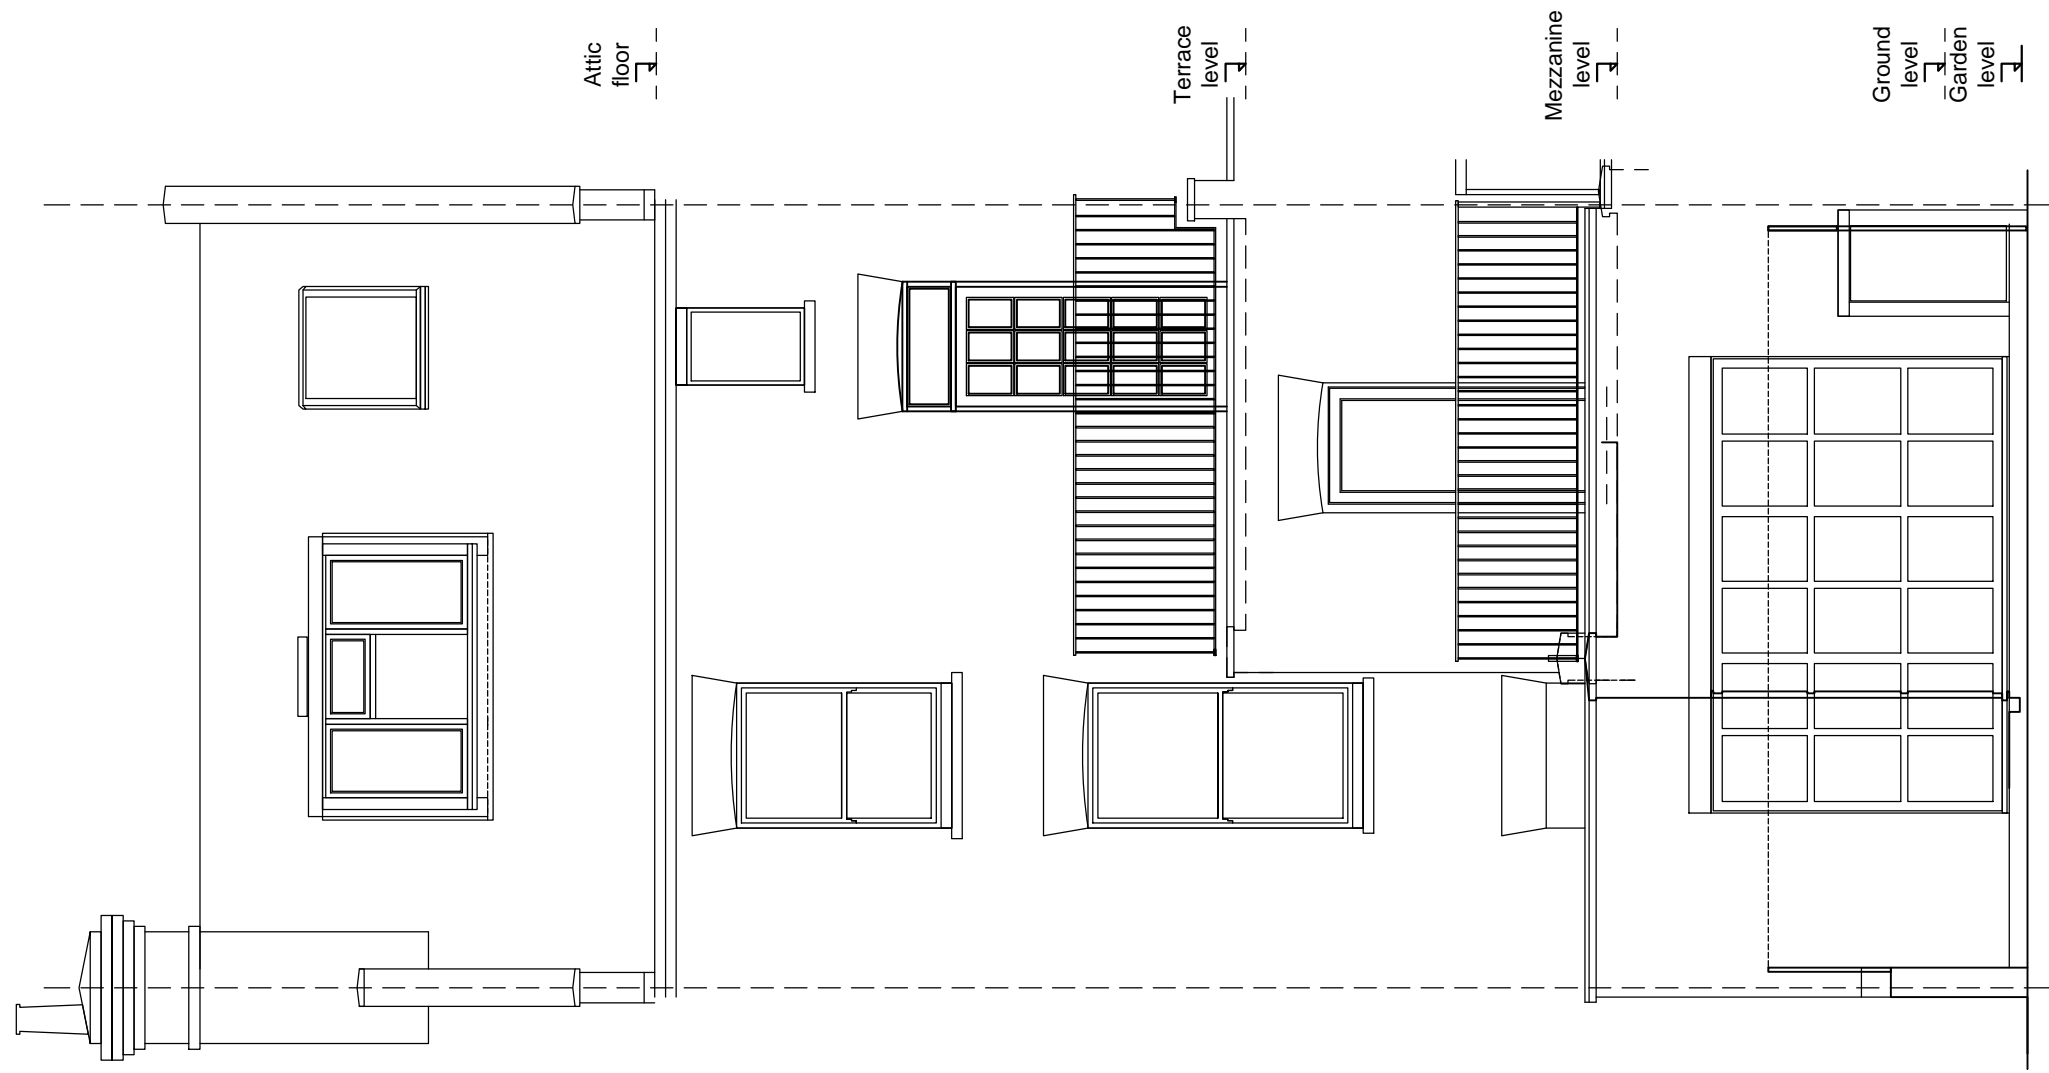 Attic
floor
Terrace
level
Mezzanine
level
Ground
level
Garden
level